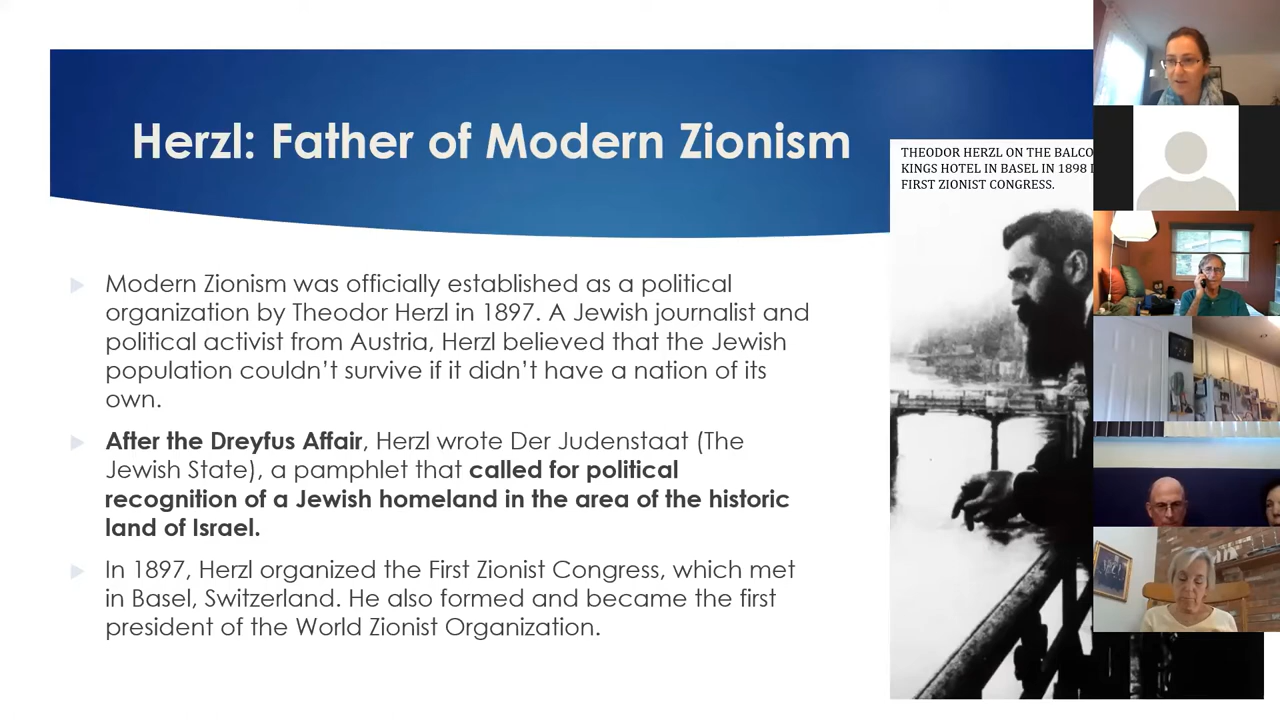 Herzl: Father of Modern Zionism
THEODOR HERZL ON THE BALCO
KINGS HOTEL IN BASEL IN 1898
FIRST ZIONIST CONGRESS.
Modern Zionism was officially established as a political
organization by Theodor Herzl in 1897. A Jewish journalist and
political activist from Austria, Herzl believed that the Jewish
population couldn’t survive if it didn’t have a nation of its
own.
After the Dreyfus Affair, Herzl wrote Der Judenstaat (The
Jewish State), a pamphlet that called for political
recognition of a Jewish homeland in the area of the historic
land of Israel.
In 1897, Herzl organized the First Zionist Congress, which met
in Basel, Switzerland. He also formed and became the first
president of the World Zionist Organization.